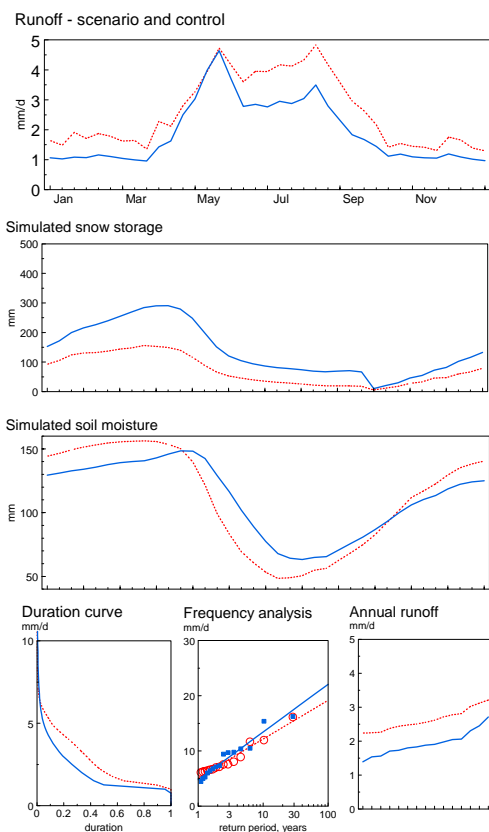 Runoff - scenario and control
5
4
3
2
1
0
mm/d
Jan Mar May Jul Sep Nov
Simulated snow storage
500
400
300
200
100
0
mm
Simulated soil moisture
150
100
50
mm
Duration curve
mm/d
10
5
0
0 0.2 0.4 0.6 0.8 1
duration
Frequency analysis
mm/d
30
20
10
0
1 3 10 30 100
return period, years
Annual runoff
mm/d
5
4
3
2
1
0